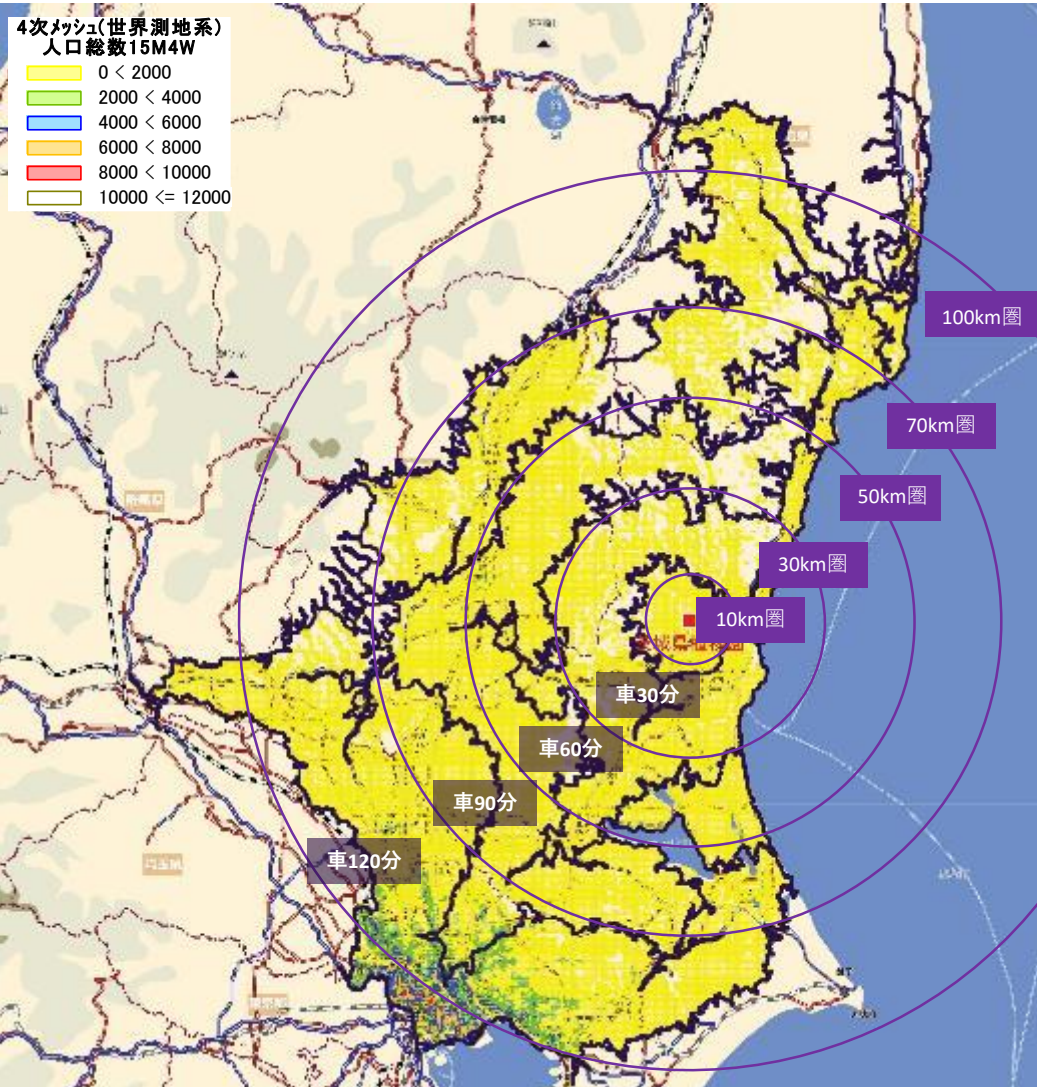 4次メッシュ(世界測地系)
人口総数15M4W
0 < 2000
2000 < 4000
4000 < 6000
6000 < 8000
8000 < 10000
10000 <= 12000
100km圏
70km圏
50km圏
30km圏
10km圏
車30分
車60分
車90分
車120分
埼玉県